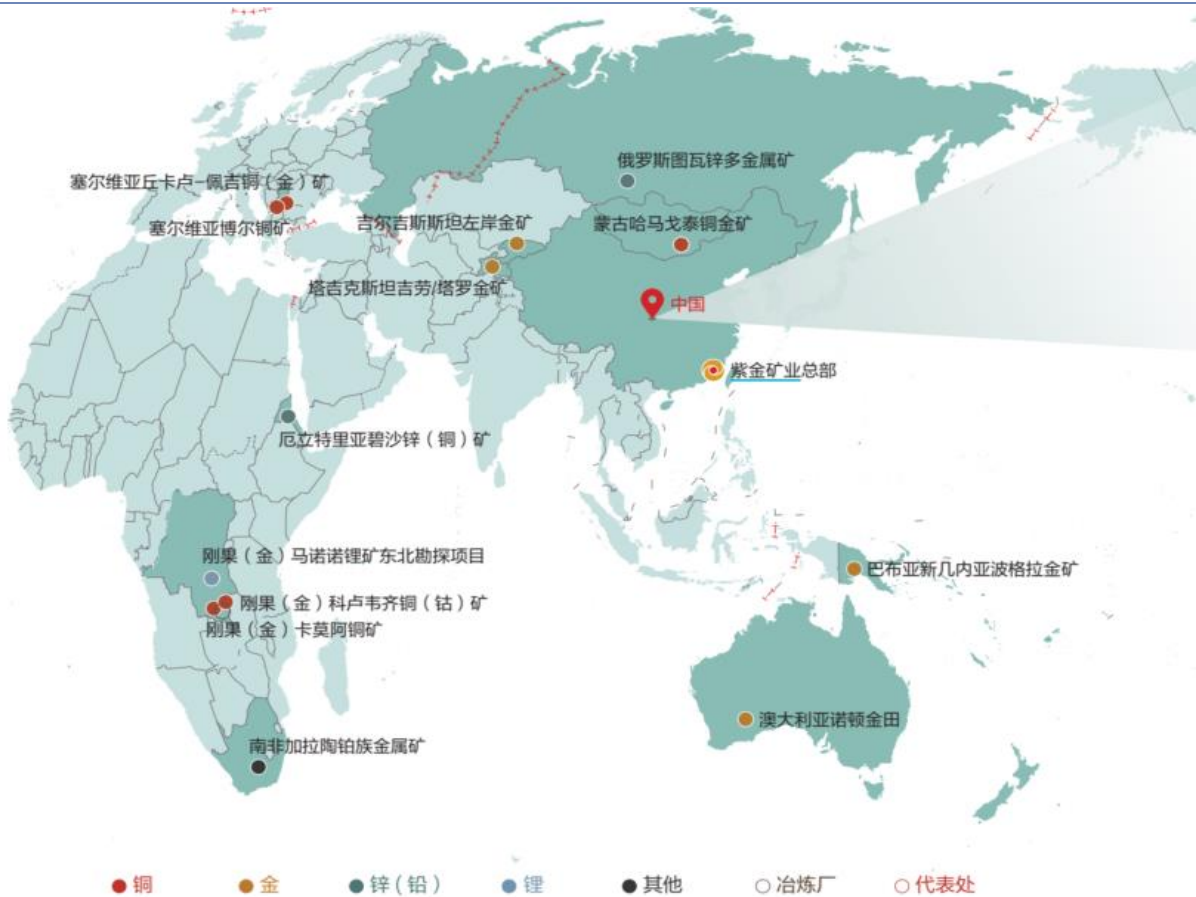 俄罗斯图瓦锌多金属矿
塞尔维亚丘卡卢-佩吉铜（金）矿
吉尔吉斯斯坦左岸金矿
蒙古哈马戈泰铜金矿
塞尔维亚博尔铜矿
塔吉克斯坦吉劳/塔罗金矿
中国
紫金矿业总部
厄立特里亚碧沙锌（铜）矿
刚果（金）马诺诺锂矿东北勘探项目
巴布亚新几内亚波格拉金矿
刚果（金）科卢韦齐铜（钴）矿
刚果（金）卡莫阿铜矿
澳大利亚诺顿金田
南非加拉陶铂族金属矿
铜
金
锌（铅）
锂
其他
冶炼厂
代表处